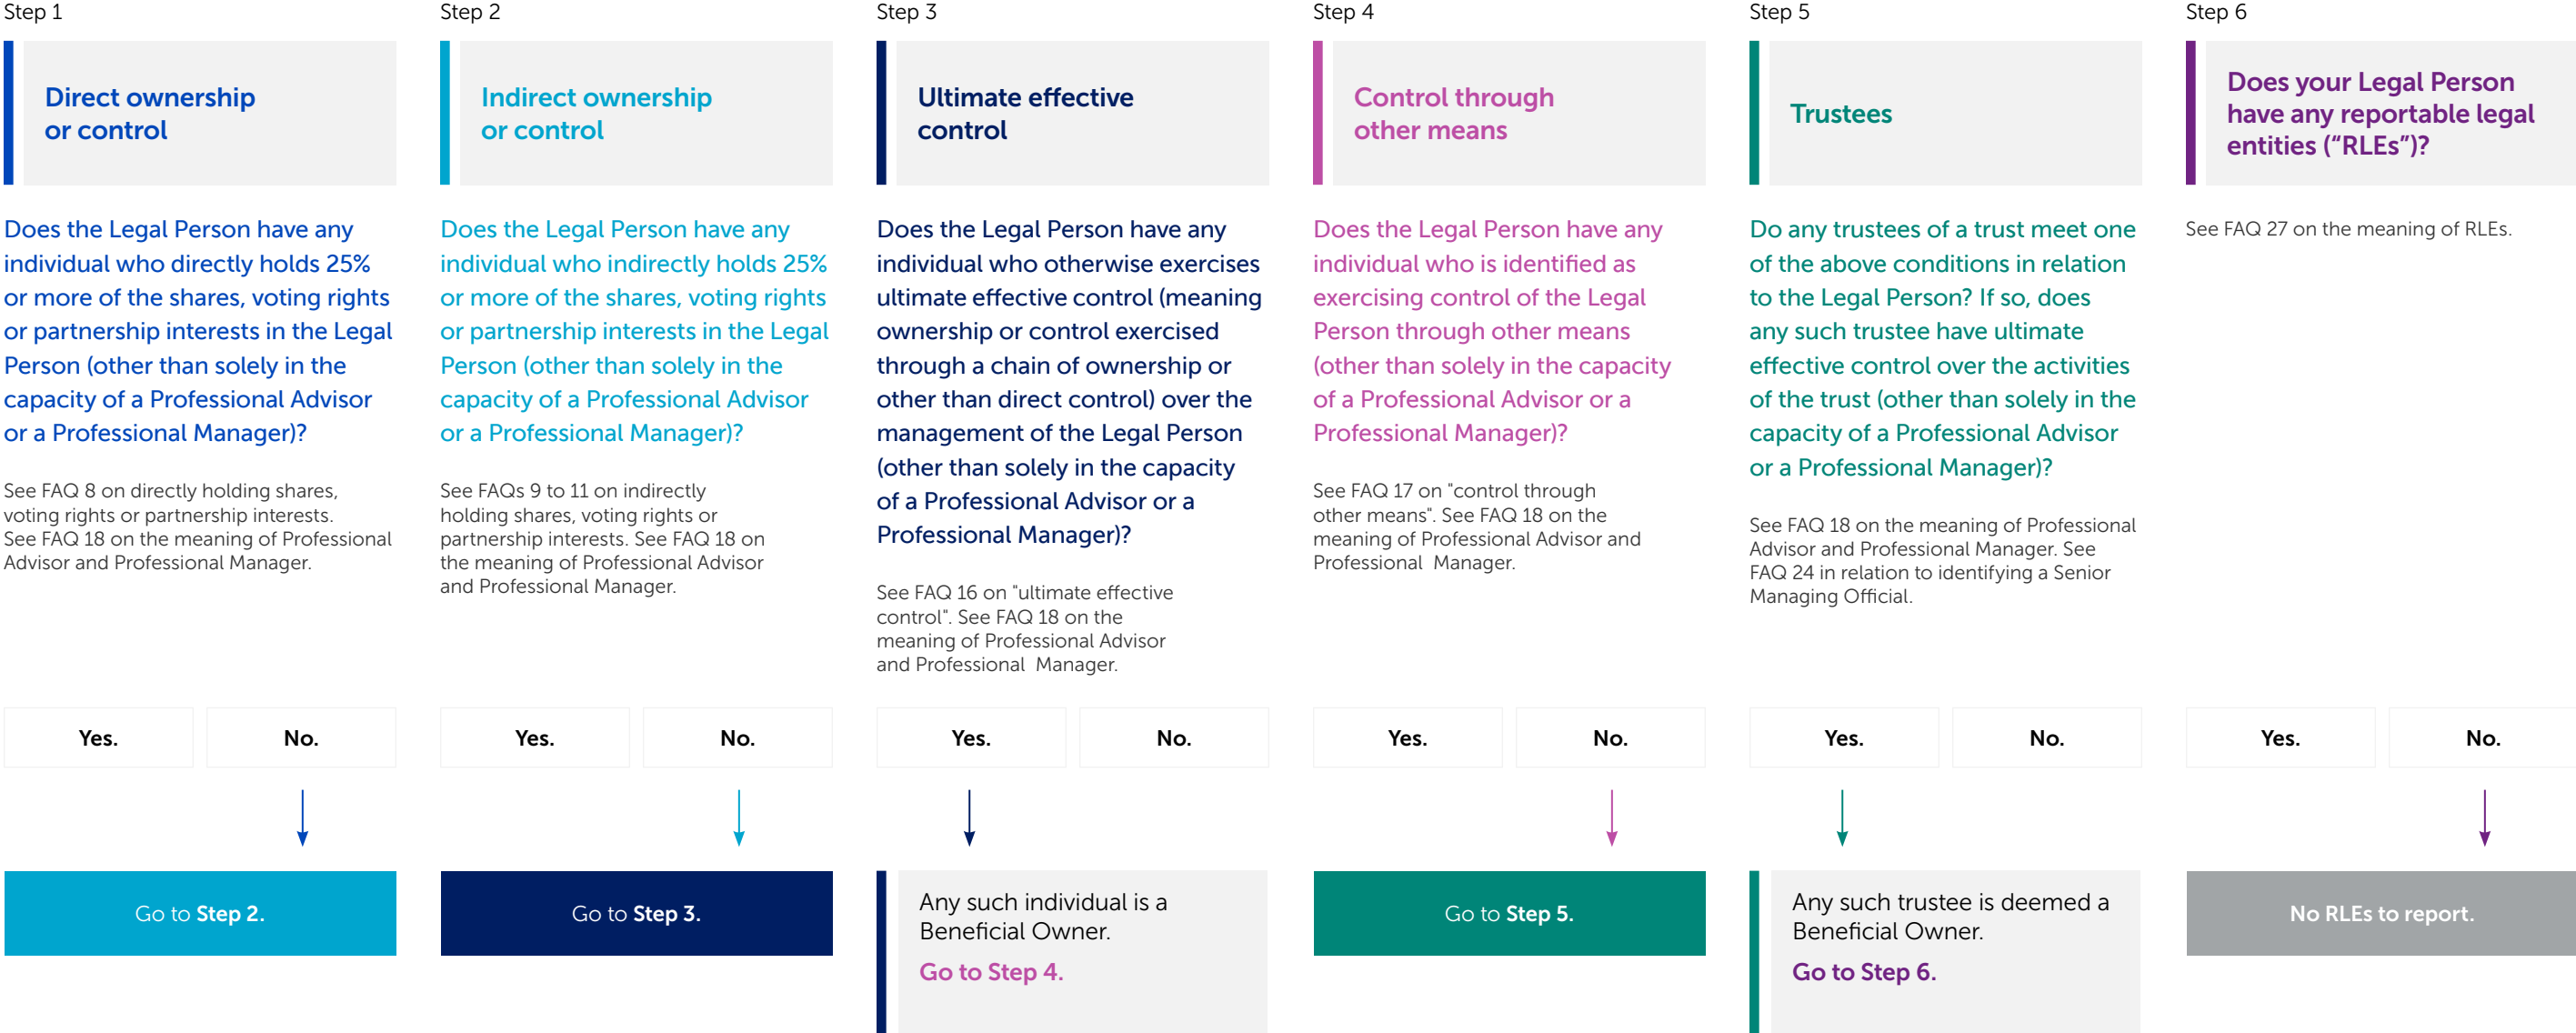 Step 1
Direct ownership
or control
Does the Legal Person have any
individual who directly holds 25%
or more of the shares, voting rights
or partnership interests in the Legal
Person (other than solely in the
capacity of a Professional Advisor
or a Professional Manager)?
See FAQ 8 on directly holding shares,
voting rights or partnership interests.
See FAQ 18 on the meaning of Professional
Advisor and Professional Manager.
Yes.
No.
Go to Step 2.
Step 2
Indirect ownership
or control
Does the Legal Person have any
individual who indirectly holds 25%
or more of the shares, voting rights
or partnership interests in the Legal
Person (other than solely in the
capacity of a Professional Advisor
or a Professional Manager)?
See FAQs 9 to 11 on indirectly
holding shares, voting rights or
partnership interests. See FAQ 18 on
the meaning of Professional Advisor
and Professional Manager.
Yes.
No.
Go to Step 3.
Step 3
Ultimate effective
control
Does the Legal Person have any
individual who otherwise exercises
ultimate effective control (meaning
ownership or control exercised
through a chain of ownership or
other than direct control) over the
management of the Legal Person
(other than solely in the capacity
of a Professional Advisor or a
Professional Manager)?
See FAQ 16 on "ultimate effective
control". See FAQ 18 on the
meaning of Professional Advisor
and Professional  Manager.
Yes.
No.
Any such individual is a
Beneficial Owner.
Go to Step 4.
Step 4
Control through
other means
Does the Legal Person have any
individual who is identified as
exercising control of the Legal
Person through other means
(other than solely in the capacity
of a Professional Advisor or a
Professional Manager)?
See FAQ 17 on "control through
other means". See FAQ 18 on the
meaning of Professional Advisor and
Professional  Manager.
Yes.
No.
Go to Step 5.
Step 5
Trustees
Do any trustees of a trust meet one
of the above conditions in relation
to the Legal Person? If so, does
any such trustee have ultimate
effective control over the activities
of the trust (other than solely in the
capacity of a Professional Advisor
or a Professional Manager)?
See FAQ 18 on the meaning of Professional
Advisor and Professional Manager. See
FAQ 24 in relation to identifying a Senior
Managing Official.
Yes.
No.
Any such trustee is deemed a
Beneficial Owner.
Go to Step 6.
Step 6
Does your Legal Person
have any reportable legal
entities (“RLEs”)?
See FAQ 27 on the meaning of RLEs.
Yes.
No.
No RLEs to report.